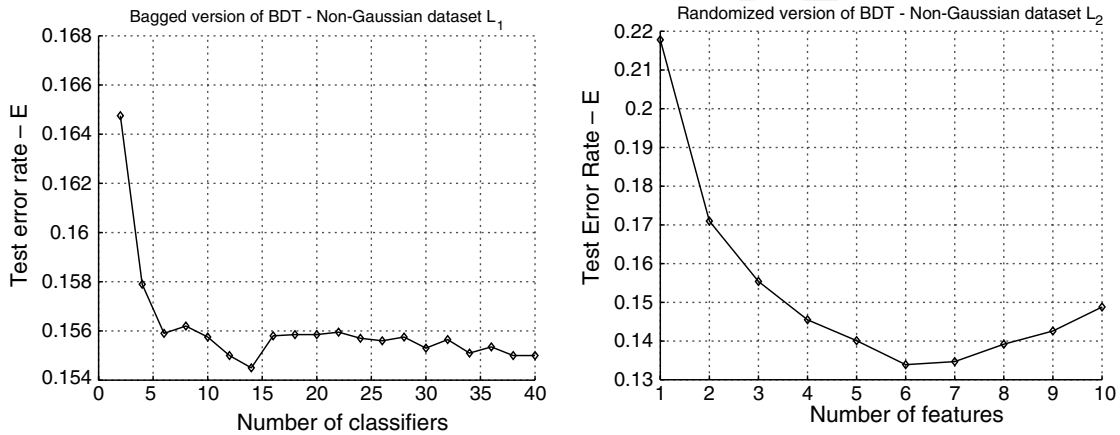 Bagged version of BDT - Non-Gaussian dataset L1
Test error rate – E
0.168
0.166
0.164
0.162
0.16
0.158
0.156
0.154
0 5 10 15 20 25 30 35 40
Number of classifiers
Randomized version of BDT - Non-Gaussian dataset L2
Test Error Rate – E
0.22
0.21
0.2
0.19
0.18
0.17
0.16
0.15
0.14
0.13
1 2 3 4 5 6 7 8 9 10
Number of features